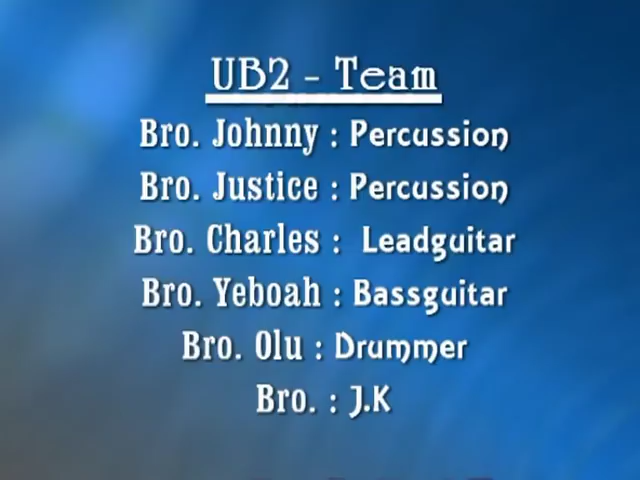 UB2 - Team
Bro. Johnny : Percussion
Bro. Justice : Percussion
Bro. Charles : Leadguitar
Bro. Yeboah : Bassguitar
Bro. Olu : Drummer
Bro. : J.K